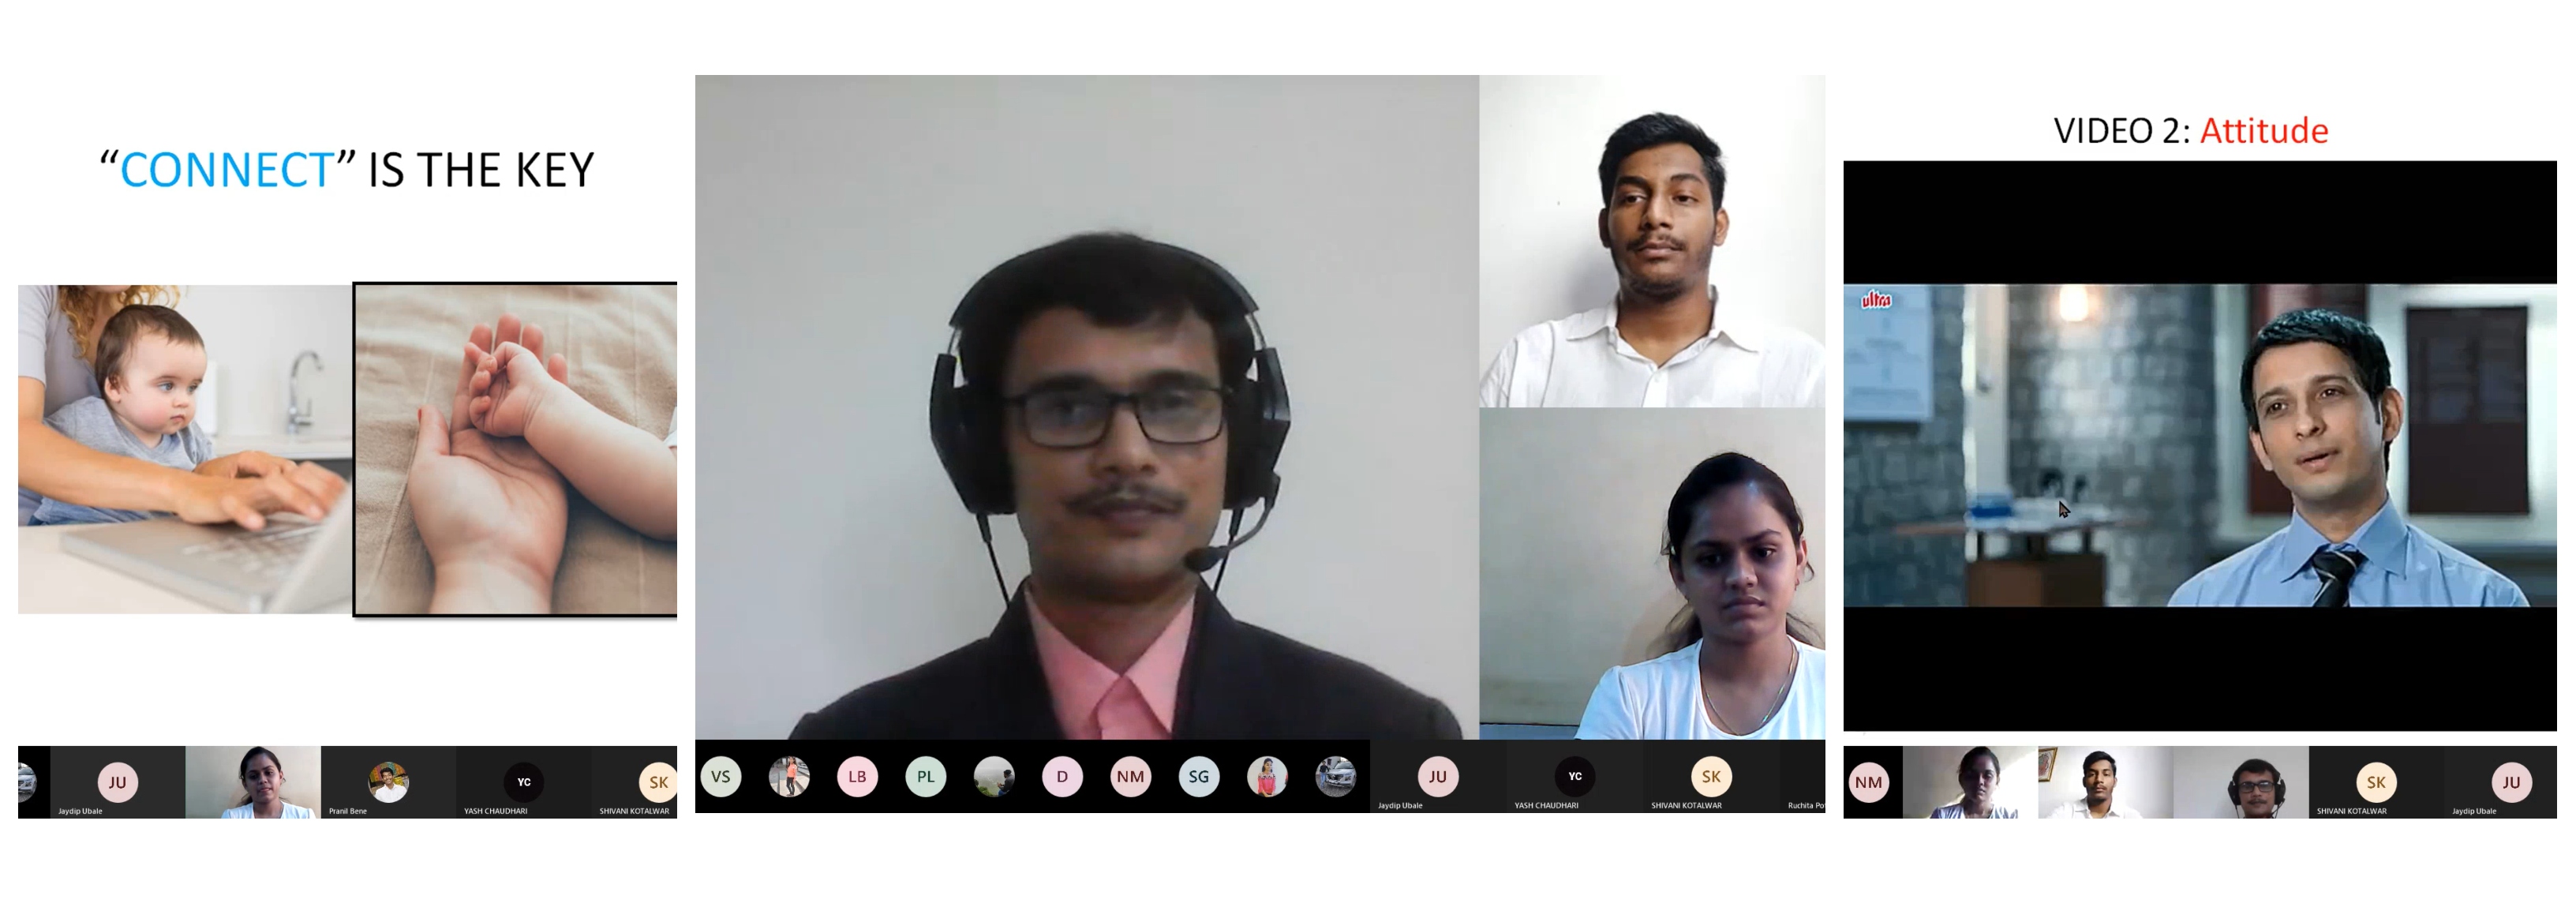 “CONNECT” IS THE KEY
JU
Jaydip Ubale
Pranil Bene
YC
YASH CHAUDHARI
SK
SHIVANI KOTALWAR
VS
LB
PL
D
NM
SG
JU
Jaydip Ubale
YC
YASH CHAUDHARI
SK
SHIVANI KOTALWAR
Ruchita
VIDEO 2: Attitude
ultra
NM
SK
SHIVANI KOTALWAR
JU
Jaydip Ubale